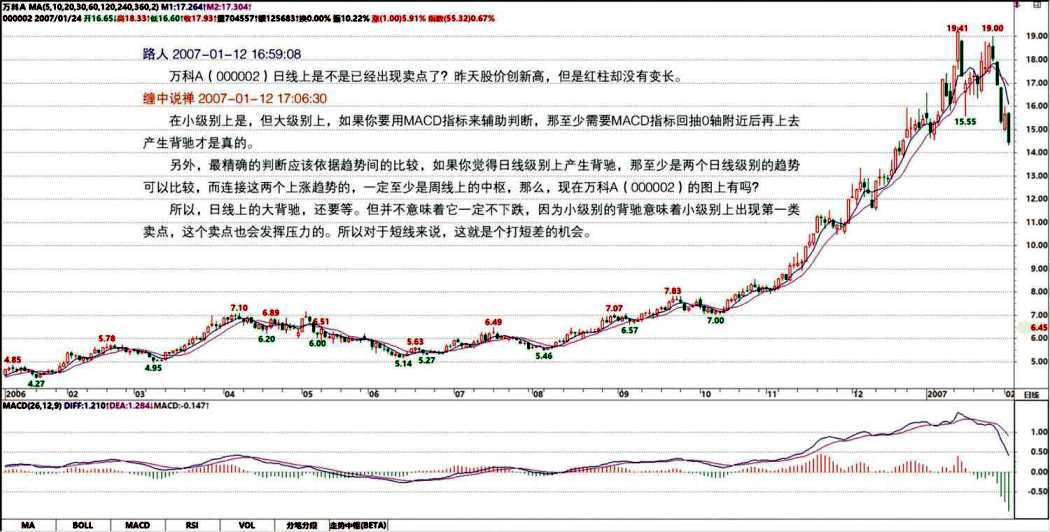 万科A MA(5,10,20,30,60,120,240,360,2) M1:17.264↑M2:17.304↑
000002 2007/01/24 开16.65↓高18.33↑低16.60↑收17.93↑量704557↑额125683↑换0.00% 振10.22% 涨(1.00)5.91% 指数(55.32)0.67%
路人 2007-01-12 16:59:08
万科A(000002)日线上是不是已经出现卖点了?昨天股价创新高,但是红柱却没有变长。
缠中说禅 2007-01-12 17:06:30
在小级别上是,但大级别上,如果你要用MACD指标来辅助判断,那至少需要MACD指标回抽0轴附近后再上去
产生背驰才是真的。
另外,最精确的判断应该依据趋势间的比较,如果你觉得日线级别上产生背驰,那至少是两个日线级别的趋势
可以比较,而连接这两个上涨趋势的,一定至少是周线上的中枢,那么,现在万科A(000002)的图上有吗?
所以,日线上的大背驰,还要等。但并不意味着它一定不下跌,因为小级别的背驰意味着小级别上出现第一类
卖点,这个卖点也会发挥压力的。所以对于短线来说,这就是个打短差的机会。
19.41 19.00
15.55
19.00
18.00
17.00
16.00
15.00
14.00
13.00
12.00
11.00
10.00
9.00
8.00
7.00
6.45
6.00
5.00
4.85 4.27 5.78 4.95 7.10 6.20 6.89 6.51 6.00 5.14 5.63 5.27 6.49 5.46 7.07 6.57 7.83 7.00
2006 '02 '03 '04 '05 '06 '07 '08 '09 '10 '11 '12 2007 '02 日线
MACD(26,12,9) DIFF:1.210↑DEA:1.284↓MACD:-0.147↑
1.00
0.50
0.00
-0.50
MA BOLL MACD RSI VOL 分笔分段 走势中枢(BETA)